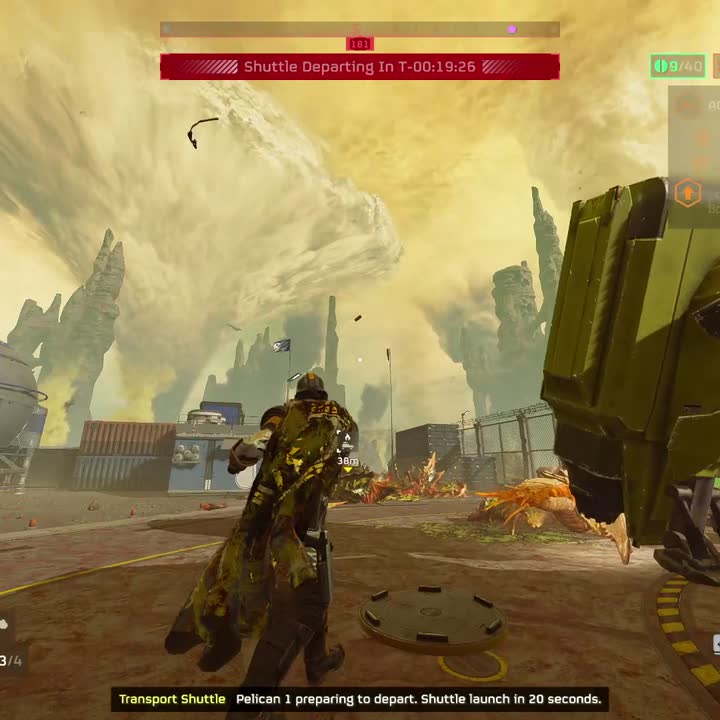 181
Shuttle Departing In T-00:19:26
9/40
38m
3/4
Transport Shuttle Pelican 1 preparing to depart. Shuttle launch in 20 seconds.